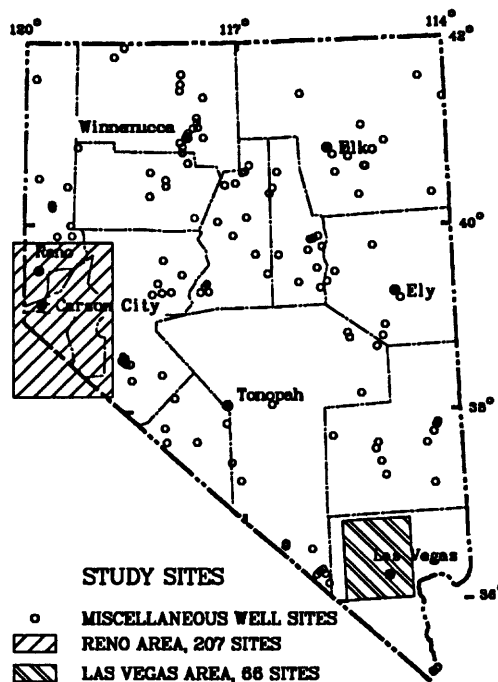 120° 117° 114°
42°
Winnenucca
Elko
40°
Reno
Carson City
Ely
38°
Tonopah
Las Vegas
36°
STUDY SITES
MISCELLANEOUS WELL SITES
RENO AREA, 207 SITES
LAS VEGAS AREA, 66 SITES